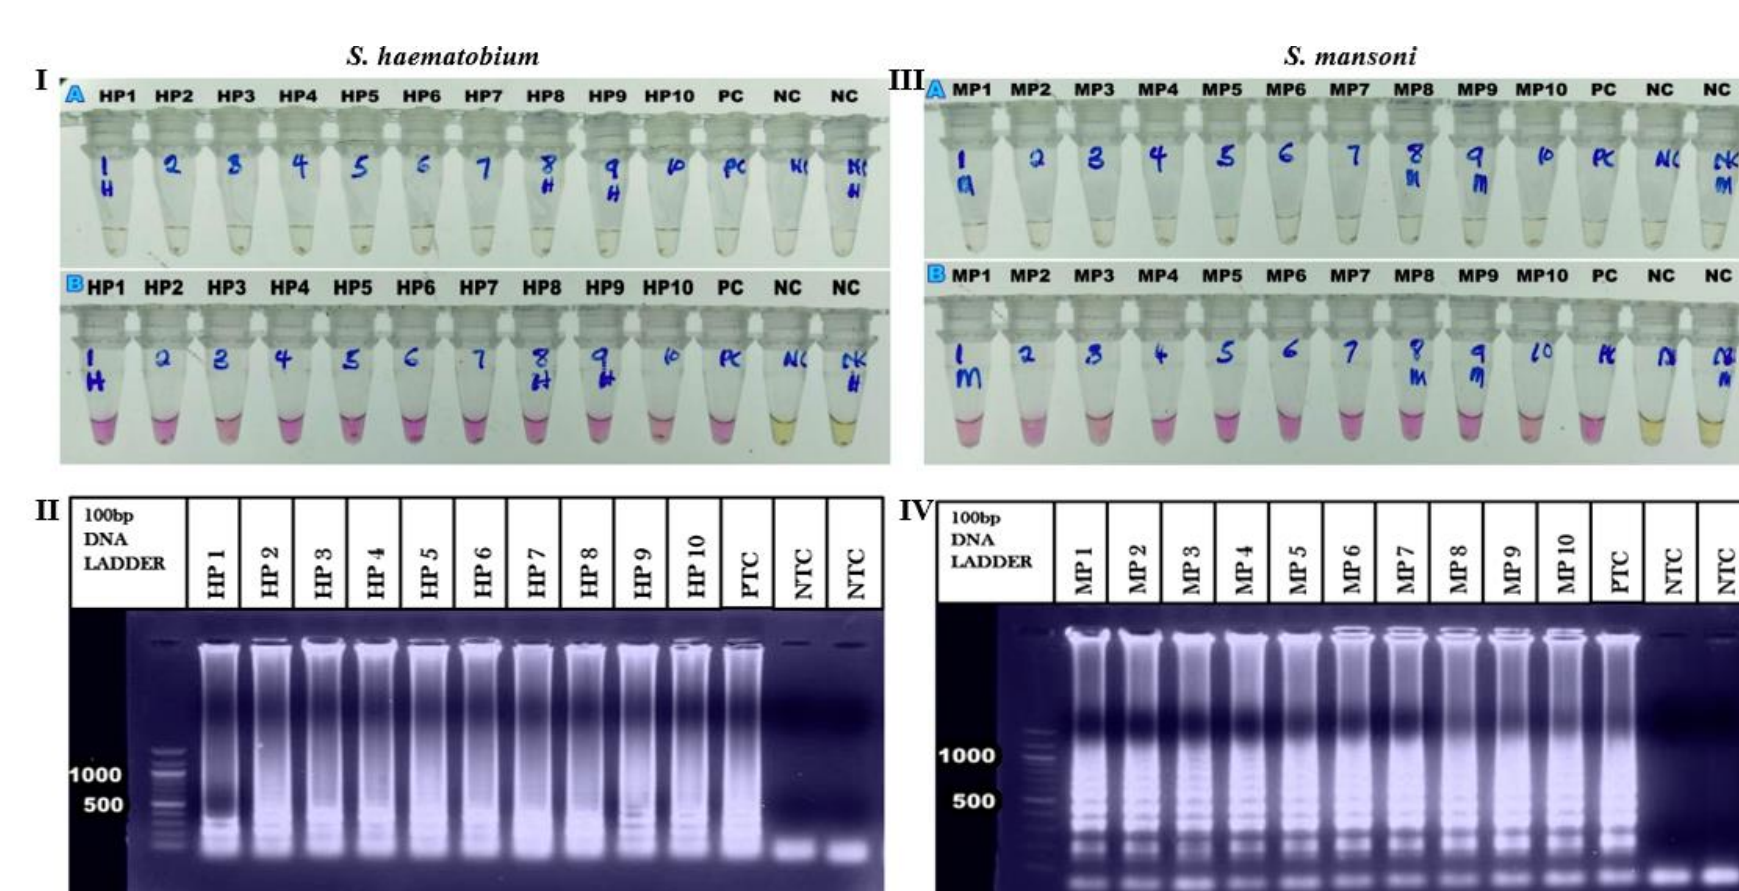 S. haematobium
I
A HP1 HP2 HP3 HP4 HP5 HP6 HP7 HP8 HP9 HP10 PC NC NC
1 2 3 4 5 6 7 8 9 10 PC NC NC
H H H H
B HP1 HP2 HP3 HP4 HP5 HP6 HP7 HP8 HP9 HP10 PC NC NC
1 2 3 4 5 6 7 8 9 10 PC NC NC
H H H H
II
100bp
DNA
LADDER
HP 1
HP 2
HP 3
HP 4
HP 5
HP 6
HP 7
HP 8
HP 9
HP 10
PTC
NTC
NTC
1000
500
S. mansoni
III
A MP1 MP2 MP3 MP4 MP5 MP6 MP7 MP8 MP9 MP10 PC NC NC
1 2 3 4 5 6 7 8 9 10 PC NC NC
M M M M
B MP1 MP2 MP3 MP4 MP5 MP6 MP7 MP8 MP9 MP10 PC NC NC
1 2 3 4 5 6 7 8 9 10 PC
M M M M
IV
100bp
DNA
LADDER
MP 1
MP 2
MP 3
MP 4
MP 5
MP 6
MP 7
MP 8
MP 9
MP 10
PTC
NTC
NTC
1000
500